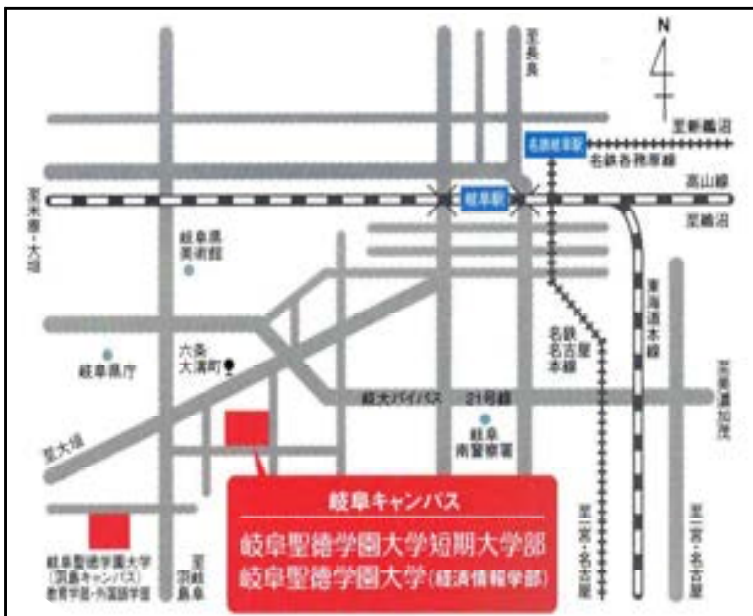 至長良
N
至新鵜沼
名鉄岐阜駅
名鉄各務原線
高山線
岐阜駅
至米原・大垣
至鵜沼
岐阜県
美術館
東海道本線
名鉄
名古屋
本線
六条
大溝町
岐阜県庁
岐大バイパス 21号線
至美濃加茂
岐阜
南警察署
至大垣
岐阜キャンパス
岐阜聖徳学園大学短期大学部
岐阜聖徳学園大学(経済情報学部)
至一宮・名古屋
至一宮・名古屋
岐阜聖徳学園大学
(羽島キャンパス)
教育学部・外国語学部
至岐阜
羽島